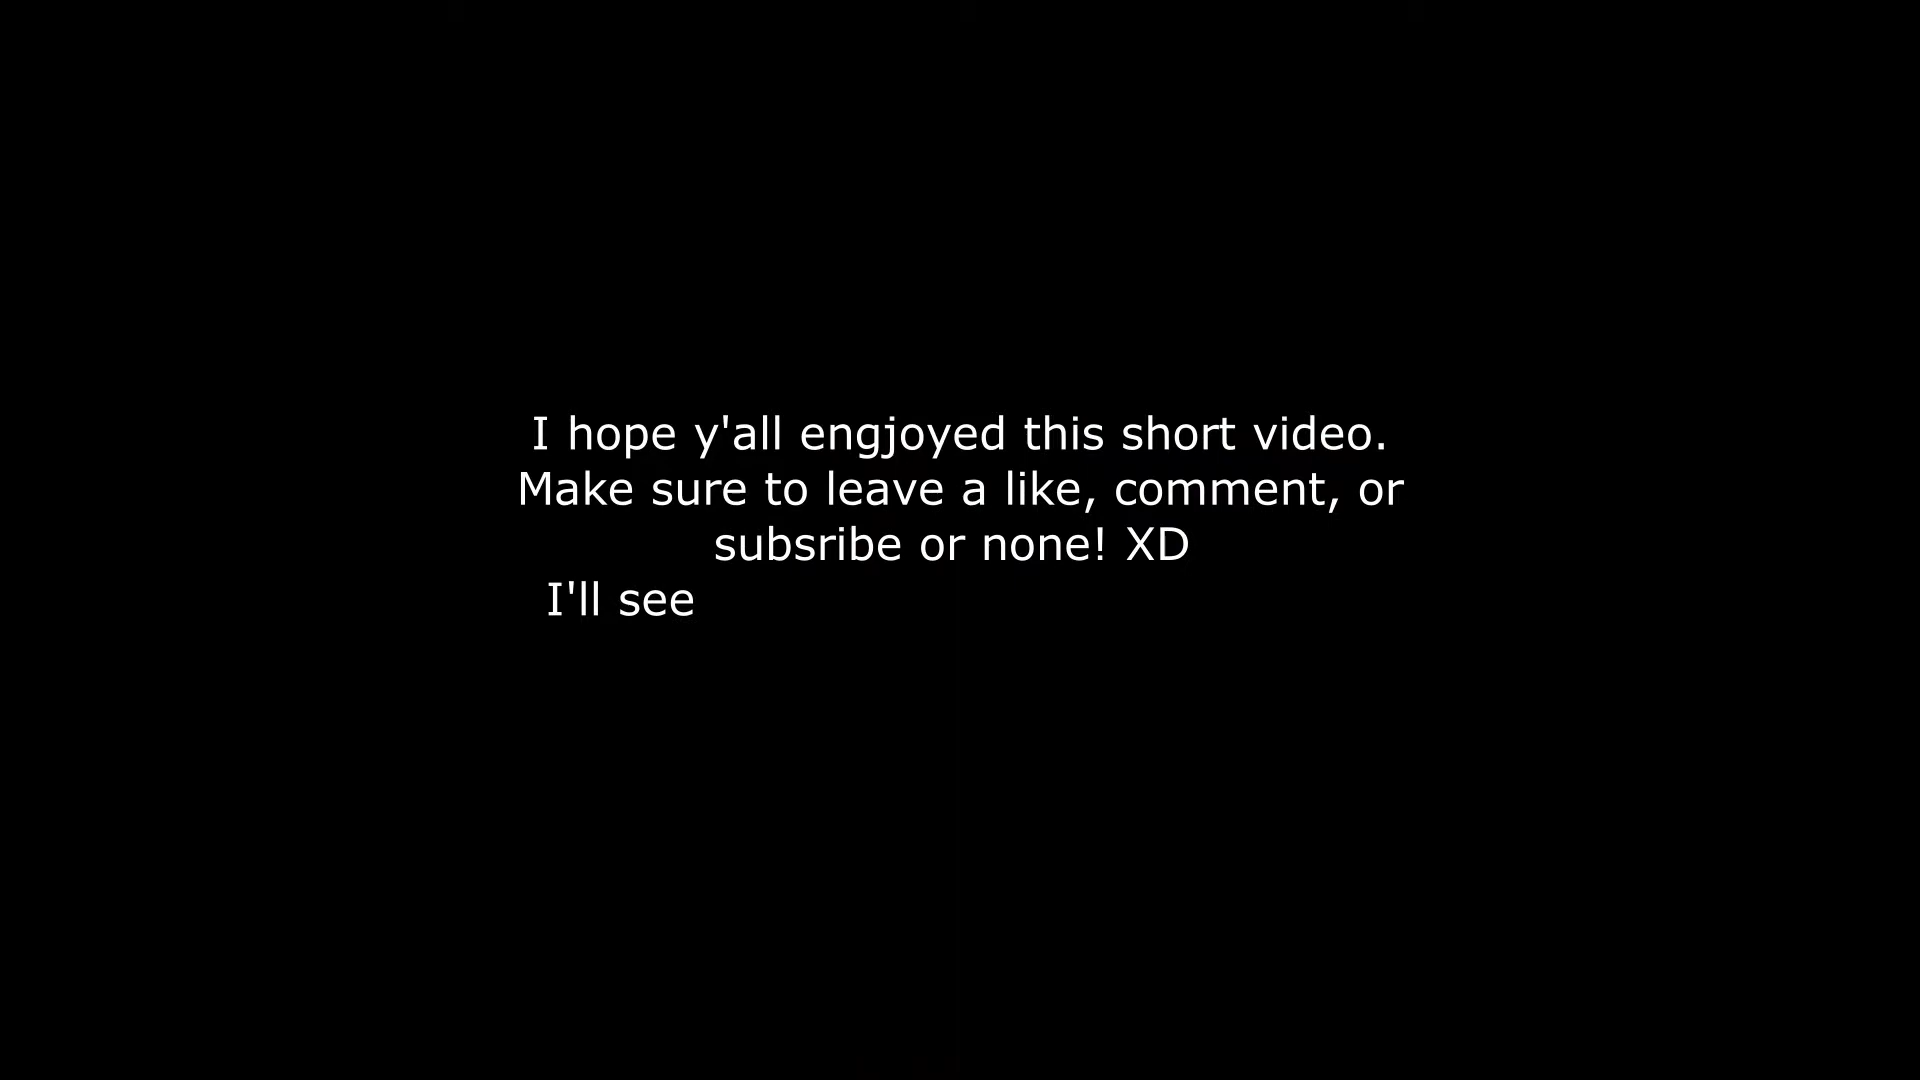 I hope y'all engjoyed this short video.
Make sure to leave a like, comment, or
subsribe or none! XD
I'll see